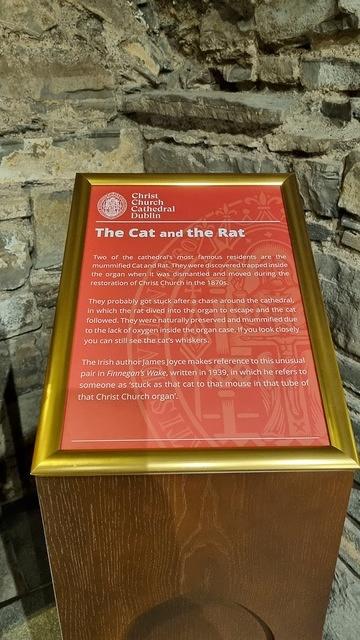 Christ
Church
Cathedral
Dublin
The Cat and the Rat
Two of the cathedral's most famous residents are the
mummified Cat and Rat. They were discovered trapped inside
the organ when it was dismantled and moved during the
restoration of Christ Church in the 1870s.
They probably got stuck after a chase around the cathedral,
in which the rat dived into the organ to escape and the cat
followed. They were naturally preserved and mummified due
to the lack of oxygen inside the organ case. If you look closely
you can still see the cat's whiskers.
The Irish author James Joyce makes reference to this unusual
pair in Finnegan's Wake, written in 1939, in which he refers to
someone as 'stuck as that cat to that mouse in that tube of
that Christ Church organ'.